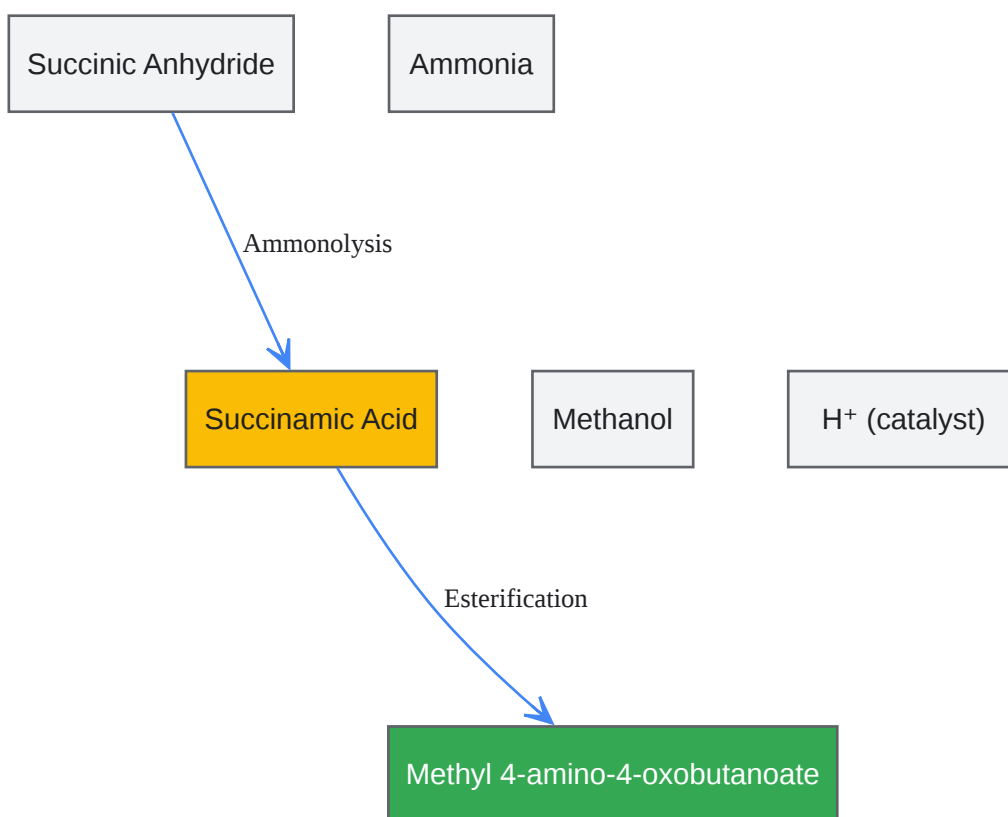 Succinic Anhydride
Ammonia
Ammonolysis
Succinamic Acid
Methanol
H⁺ (catalyst)
Esterification
Methyl 4-amino-4-oxobutanoate